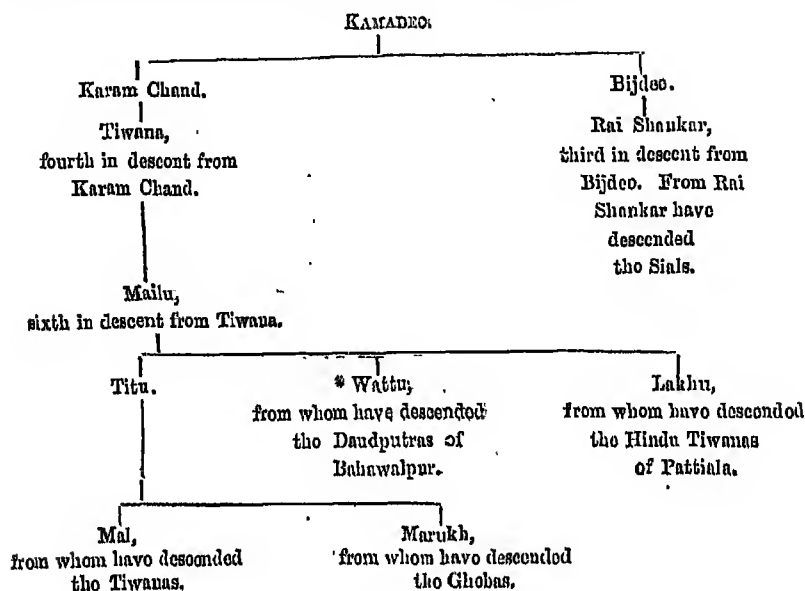 KAMADEO.
Karam Chand.
Bijdeo.
Tiwana,
fourth in descent from
Karam Chand.
Rai Shankar,
third in descent from
Bijdeo. From Rai
Shankar have
descended
the Sials.
Mailu,
sixth in descent from Tiwana.
Titu.
* Wattu,
from whom have descended
the Daudputras of
Bahawalpur.
Lakhu,
from whom have descended
the Hindu Tiwanas
of Pattiala.
Mal,
from whom have descended
the Tiwanas.
Marukh,
from whom have descended
the Ghebas.